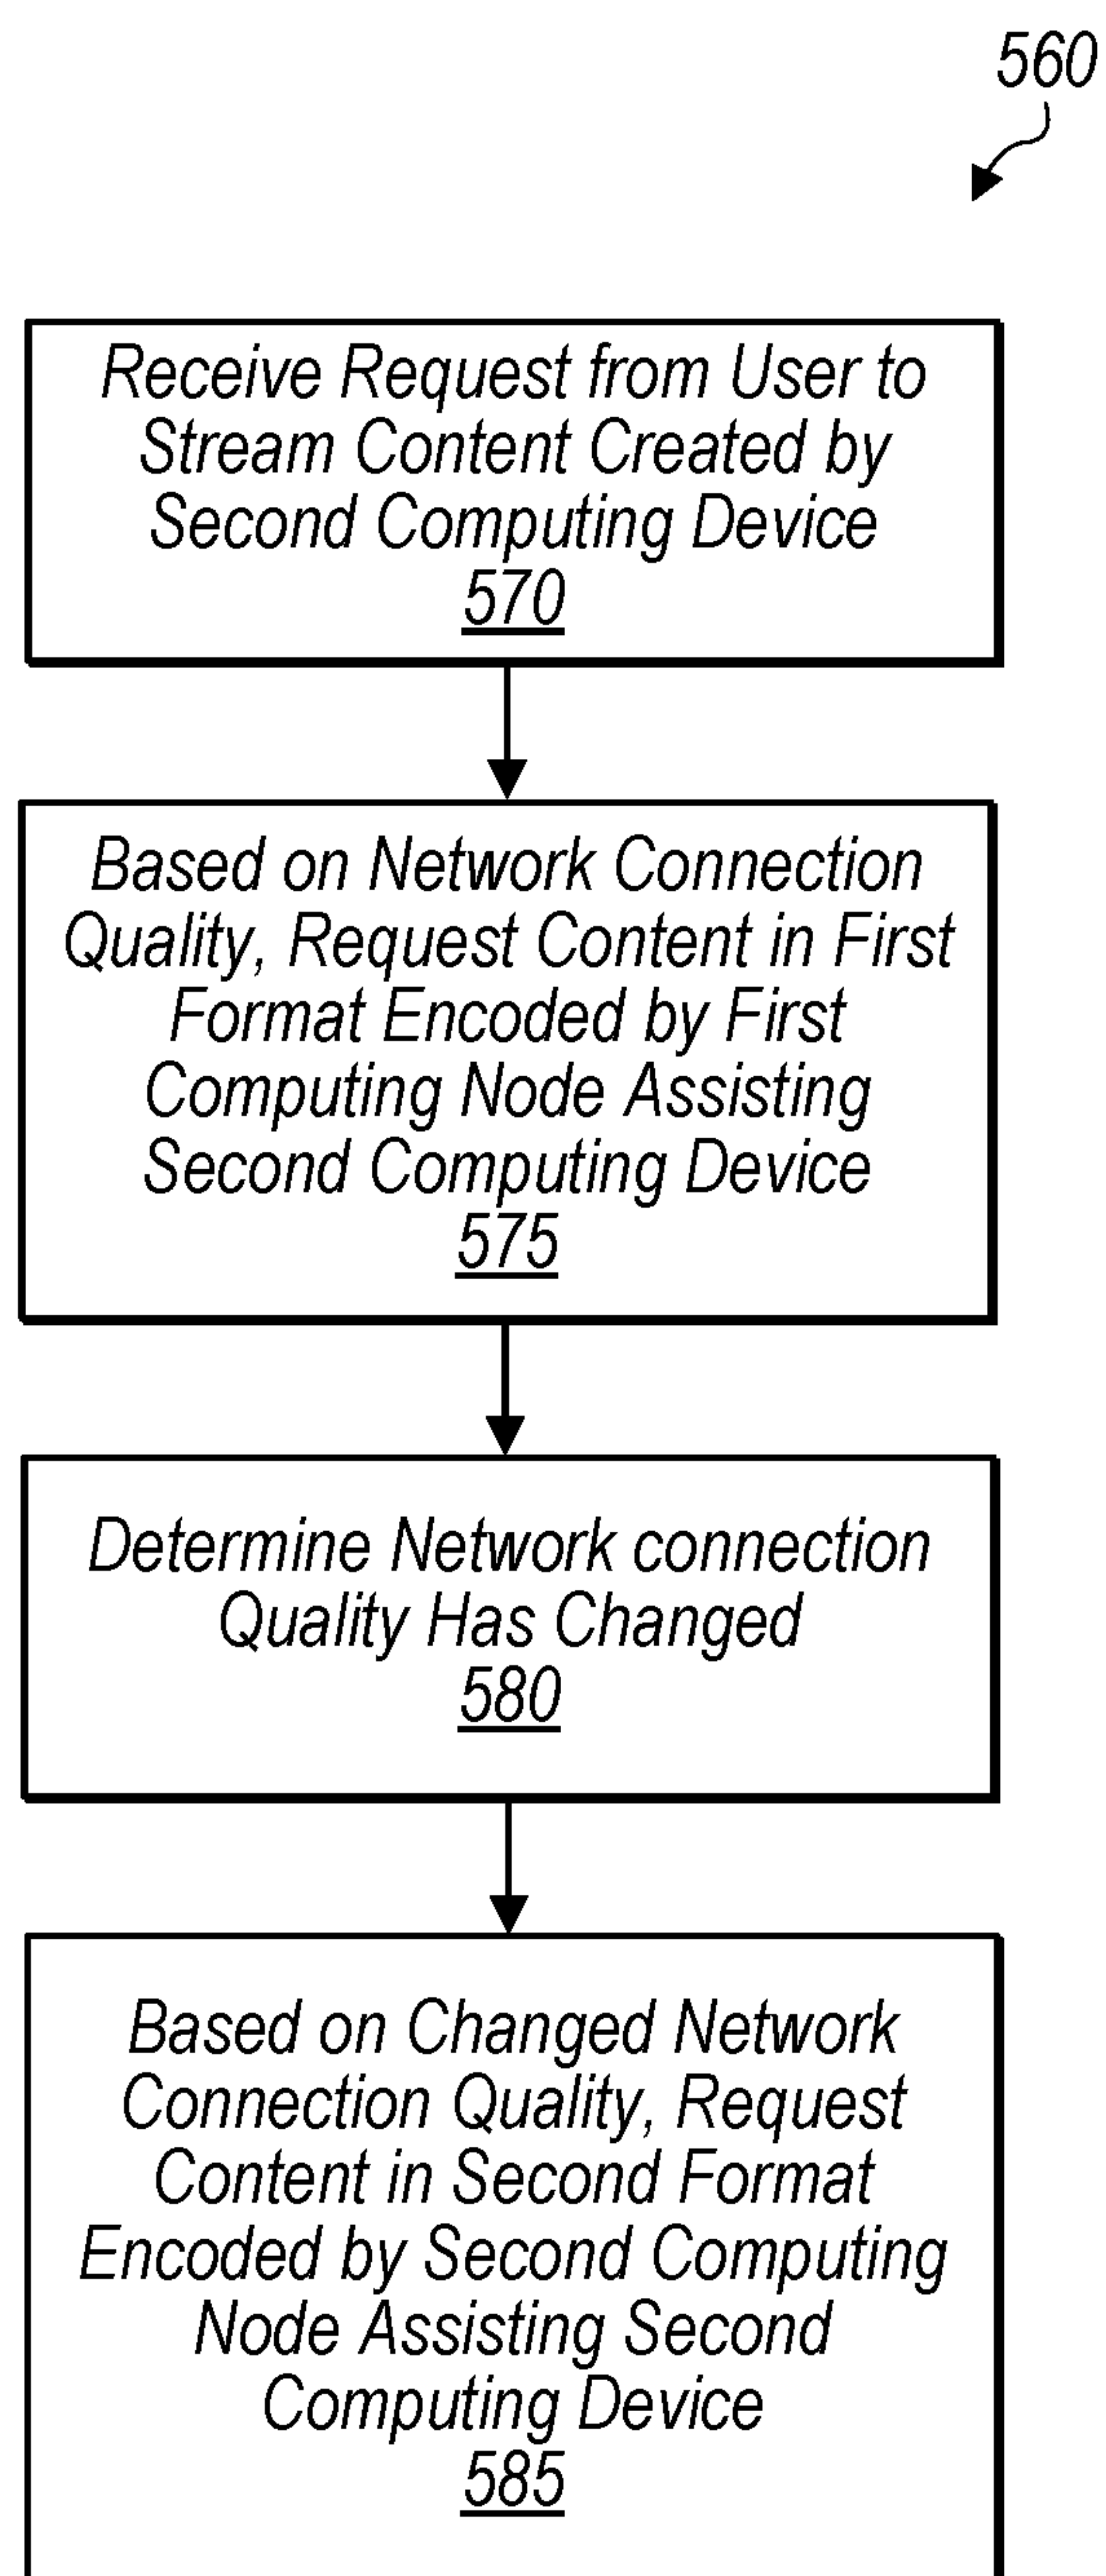 560
Receive Request from User to
Stream Content Created by
Second Computing Device
570
Based on Network Connection
Quality, Request Content in First
Format Encoded by First
Computing Node Assisting
Second Computing Device
575
Determine Network connection
Quality Has Changed
580
Based on Changed Network
Connection Quality, Request
Content in Second Format
Encoded by Second Computing
Node Assisting Second
Computing Device
585